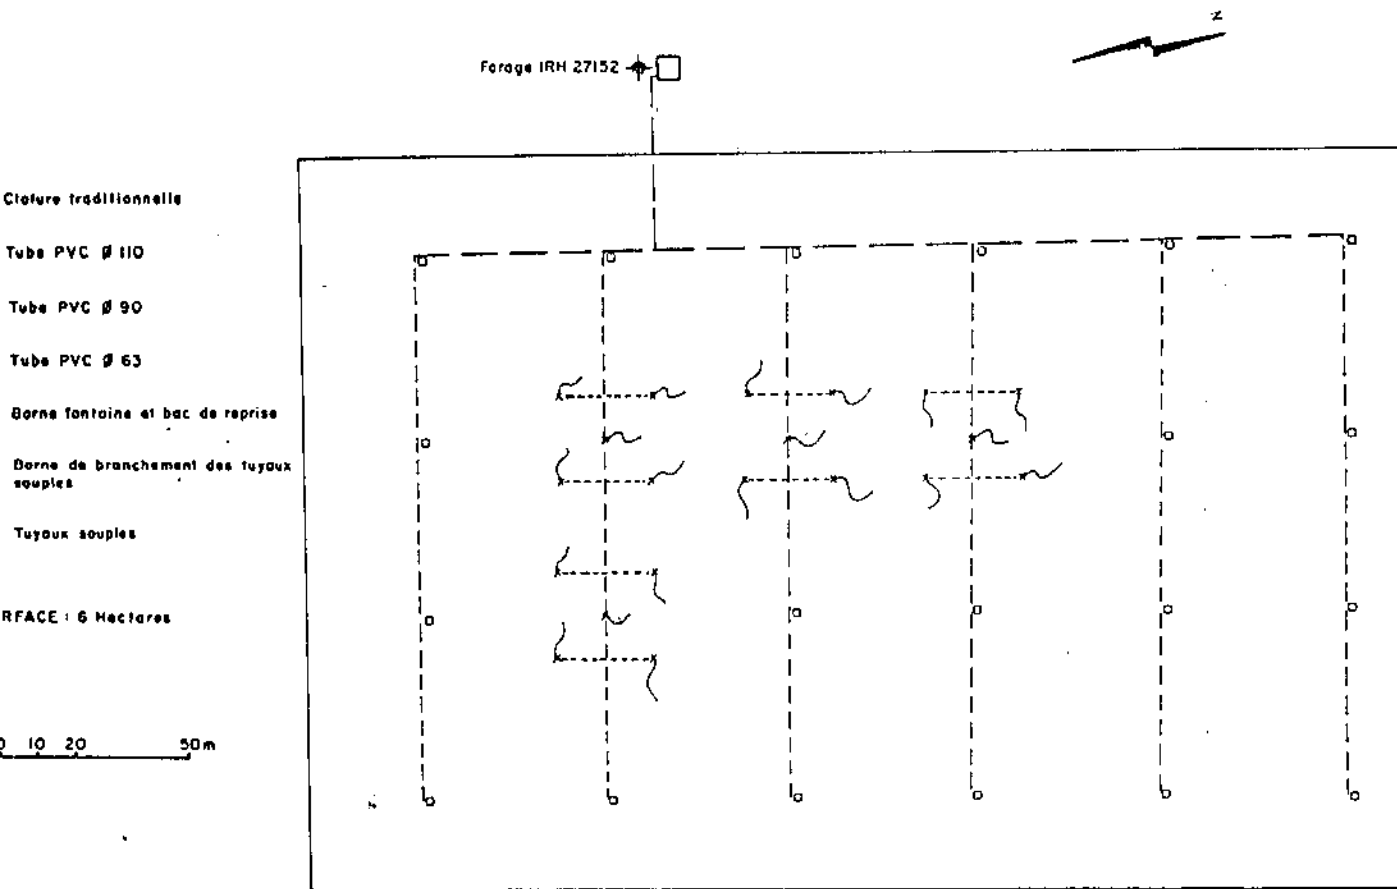 Z
Forage IRH 27152
Cloture traditionnelle
Tube PVC Ø 110
Tube PVC Ø 90
Tube PVC Ø 63
Borne fontaine et bac de reprise
Borne de branchement des tuyaux
souples
Tuyaux souples
RFACE : 6 Hectares
0 10 20 50m